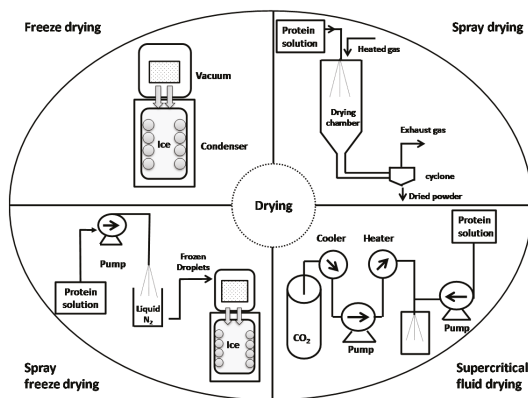 Freeze drying
Vacuum
Ice
Condenser
Spray drying
Protein
solution
Heated gas
Drying
chamber
Exhaust gas
cyclone
Dried powder
Drying
Pump
Protein
solution
Liquid
N2
Frozen
Droplets
Ice
Spray
freeze drying
Cooler
Heater
Protein
solution
CO2
Pump
Pump
Supercritical
fluid drying